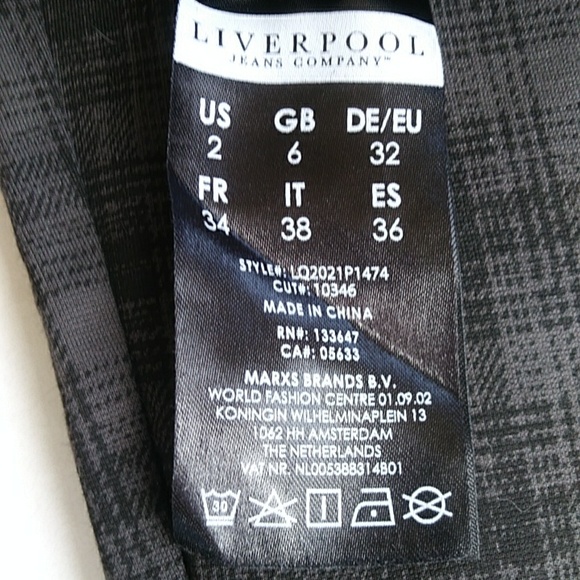 LIVERPOOL
JEANS COMPANY™
US GB DE/EU
2 6 32
FR IT ES
34 38 36
STYLE#: LQ2021P1474
CUT#: 10346
MADE IN CHINA
RN#: 133647
CA#: 05633
MARXS BRANDS B.V.
WORLD FASHION CENTRE 01.09.02
KONINGIN WILHELMINAPLEIN 13
1062 HH AMSTERDAM
THE NETHERLANDS
VAT NR. NL005388314B01
30